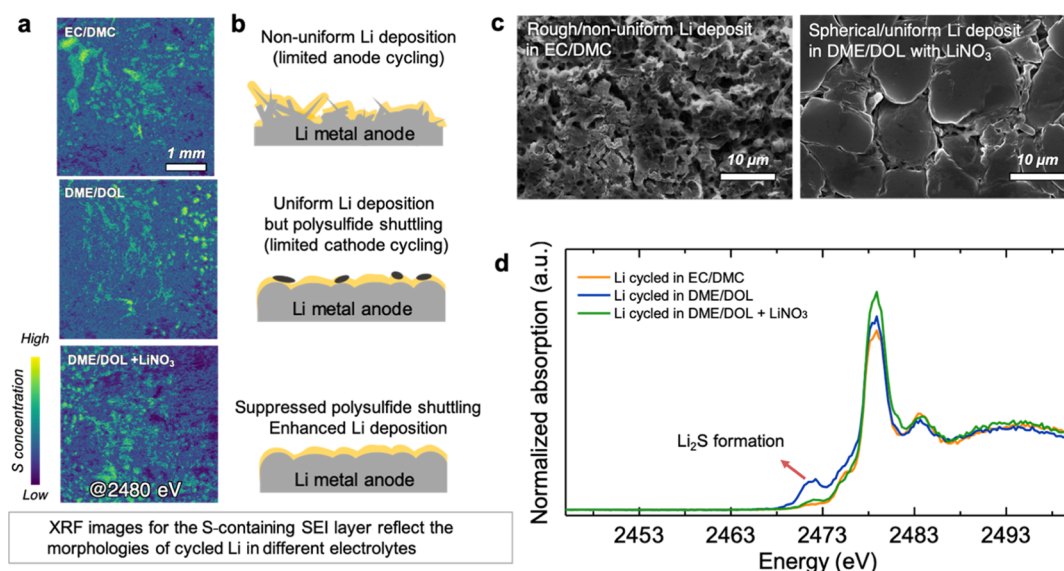 a
EC/DMC
1 mm
DME/DOL
High
S concentration
Low
DME/DOL +LiNO₃
@2480 eV
b
Non-uniform Li deposition
(limited anode cycling)
Li metal anode
Uniform Li deposition
but polysulfide shuttling
(limited cathode cycling)
Li metal anode
Suppressed polysulfide shuttling
Enhanced Li deposition
Li metal anode
XRF images for the S-containing SEI layer reflect the
morphologies of cycled Li in different electrolytes
c
Rough/non-uniform Li deposit
in EC/DMC
10 µm
Spherical/uniform Li deposit
in DME/DOL with LiNO₃
10 µm
d
Normalized absorption (a.u.)
Li cycled in EC/DMC
Li cycled in DME/DOL
Li cycled in DME/DOL + LiNO₃
Li₂S formation
2453 2463 2473 2483 2493
Energy (eV)